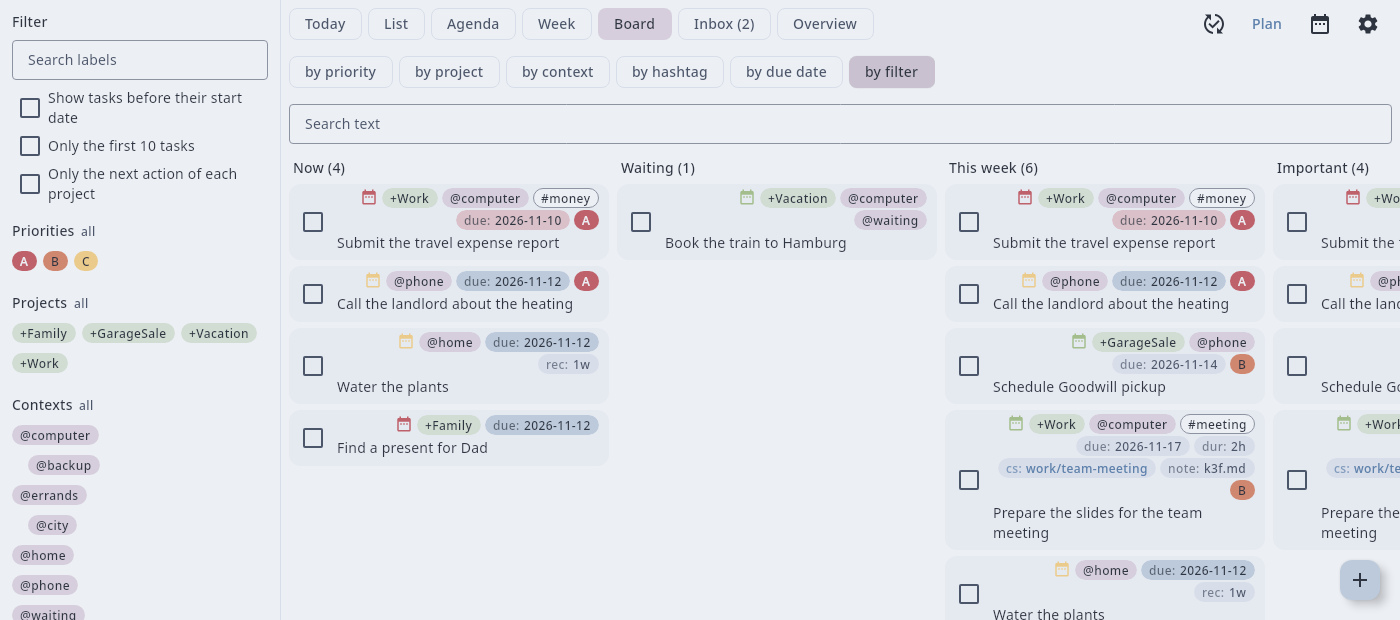 Filter
Search labels
Show tasks before their start
date
Only the first 10 tasks
Only the next action of each
project
Priorities all
A B C
Projects all
+Family +GarageSale +Vacation
+Work
Contexts all
@computer
@backup
@errands
@city
@home
@phone
@waiting
Today List Agenda Week Board Inbox (2) Overview Plan
by priority by project by context by hashtag by due date by filter
Search text
Now (4)
+Work @computer #money
due: 2026-11-10 A
Submit the travel expense report
@phone due: 2026-11-12 A
Call the landlord about the heating
@home due: 2026-11-12
rec: 1w
Water the plants
+Family due: 2026-11-12
Find a present for Dad
Waiting (1)
+Vacation @computer
@waiting
Book the train to Hamburg
This week (6)
+Work @computer #money
due: 2026-11-10 A
Submit the travel expense report
@phone due: 2026-11-12 A
Call the landlord about the heating
+GarageSale @phone
due: 2026-11-14 B
Schedule Goodwill pickup
+Work @computer #meeting
due: 2026-11-17 dur: 2h
cs: work/team-meeting note: k3f.md
B
Prepare the slides for the team
meeting
@home due: 2026-11-12
rec: 1w
Water the plants
Important (4)
+Wo
Submit the
@ph
Call the land
Schedule Go
+Work
cs: work/te
Prepare the
meeting